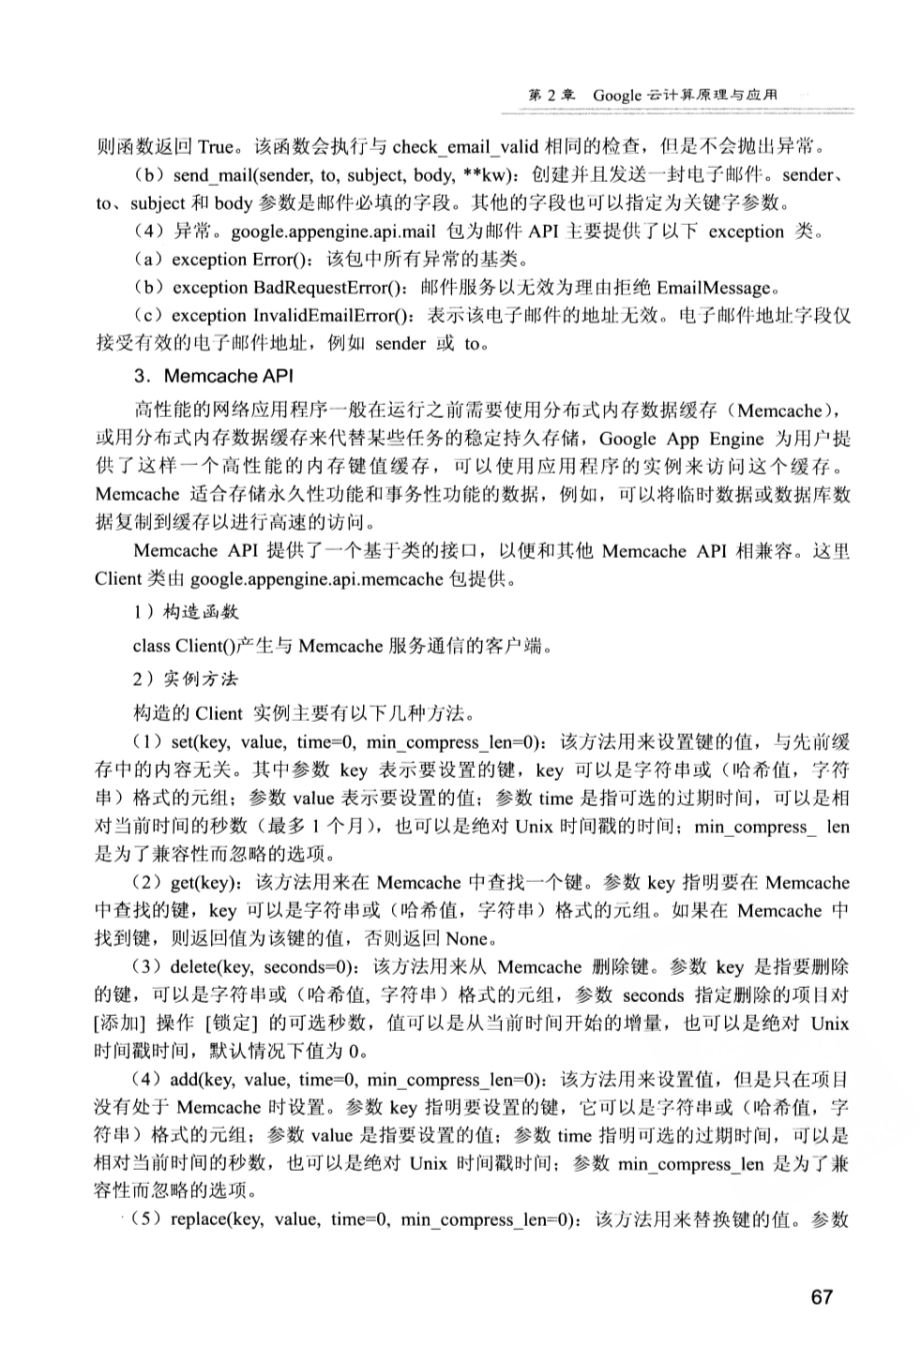 第2章 Google 云计算原理与应用
则函数返回 True。该函数会执行与 check_email_valid 相同的检查，但是不会抛出异常。
（b）send_mail(sender, to, subject, body, **kw)：创建并且发送一封电子邮件。sender、
to、subject 和 body 参数是邮件必填的字段。其他的字段也可以指定为关键字参数。
（4）异常。google.appengine.api.mail 包为邮件 API 主要提供了以下 exception 类。
（a）exception Error()：该包中所有异常的基类。
（b）exception BadRequestError()：邮件服务以无效为理由拒绝 EmailMessage。
（c）exception InvalidEmailError()：表示该电子邮件的地址无效。电子邮件地址字段仅
接受有效的电子邮件地址，例如 sender 或 to。
3．Memcache API
高性能的网络应用程序一般在运行之前需要使用分布式内存数据缓存（Memcache），
或用分布式内存数据缓存来代替某些任务的稳定持久存储，Google App Engine 为用户提
供了这样一个高性能的内存键值缓存，可以使用应用程序的实例来访问这个缓存。
Memcache 适合存储永久性功能和事务性功能的数据，例如，可以将临时数据或数据库数
据复制到缓存以进行高速的访问。
Memcache API 提供了一个基于类的接口，以便和其他 Memcache API 相兼容。这里
Client 类由 google.appengine.api.memcache 包提供。
1）构造函数
class Client()产生与 Memcache 服务通信的客户端。
2）实例方法
构造的 Client 实例主要有以下几种方法。
（1）set(key, value, time=0, min_compress_len=0)：该方法用来设置键的值，与先前缓
存中的内容无关。其中参数 key 表示要设置的键，key 可以是字符串或（哈希值，字符
串）格式的元组；参数 value 表示要设置的值；参数 time 是指可选的过期时间，可以是相
对当前时间的秒数（最多 1 个月），也可以是绝对 Unix 时间戳的时间；min_compress_ len
是为了兼容性而忽略的选项。
（2）get(key)：该方法用来在 Memcache 中查找一个键。参数 key 指明要在 Memcache
中查找的键，key 可以是字符串或（哈希值，字符串）格式的元组。如果在 Memcache 中
找到键，则返回值为该键的值，否则返回 None。
（3）delete(key, seconds=0)：该方法用来从 Memcache 删除键。参数 key 是指要删除
的键，可以是字符串或（哈希值, 字符串）格式的元组，参数 seconds 指定删除的项目对
[添加] 操作 [锁定] 的可选秒数，值可以是从当前时间开始的增量，也可以是绝对 Unix
时间戳时间，默认情况下值为 0。
（4）add(key, value, time=0, min_compress_len=0)：该方法用来设置值，但是只在项目
没有处于 Memcache 时设置。参数 key 指明要设置的键，它可以是字符串或（哈希值，字
符串）格式的元组；参数 value 是指要设置的值；参数 time 指明可选的过期时间，可以是
相对当前时间的秒数，也可以是绝对 Unix 时间戳时间；参数 min_compress_len 是为了兼
容性而忽略的选项。
（5）replace(key, value, time=0, min_compress_len=0)：该方法用来替换键的值。参数
67